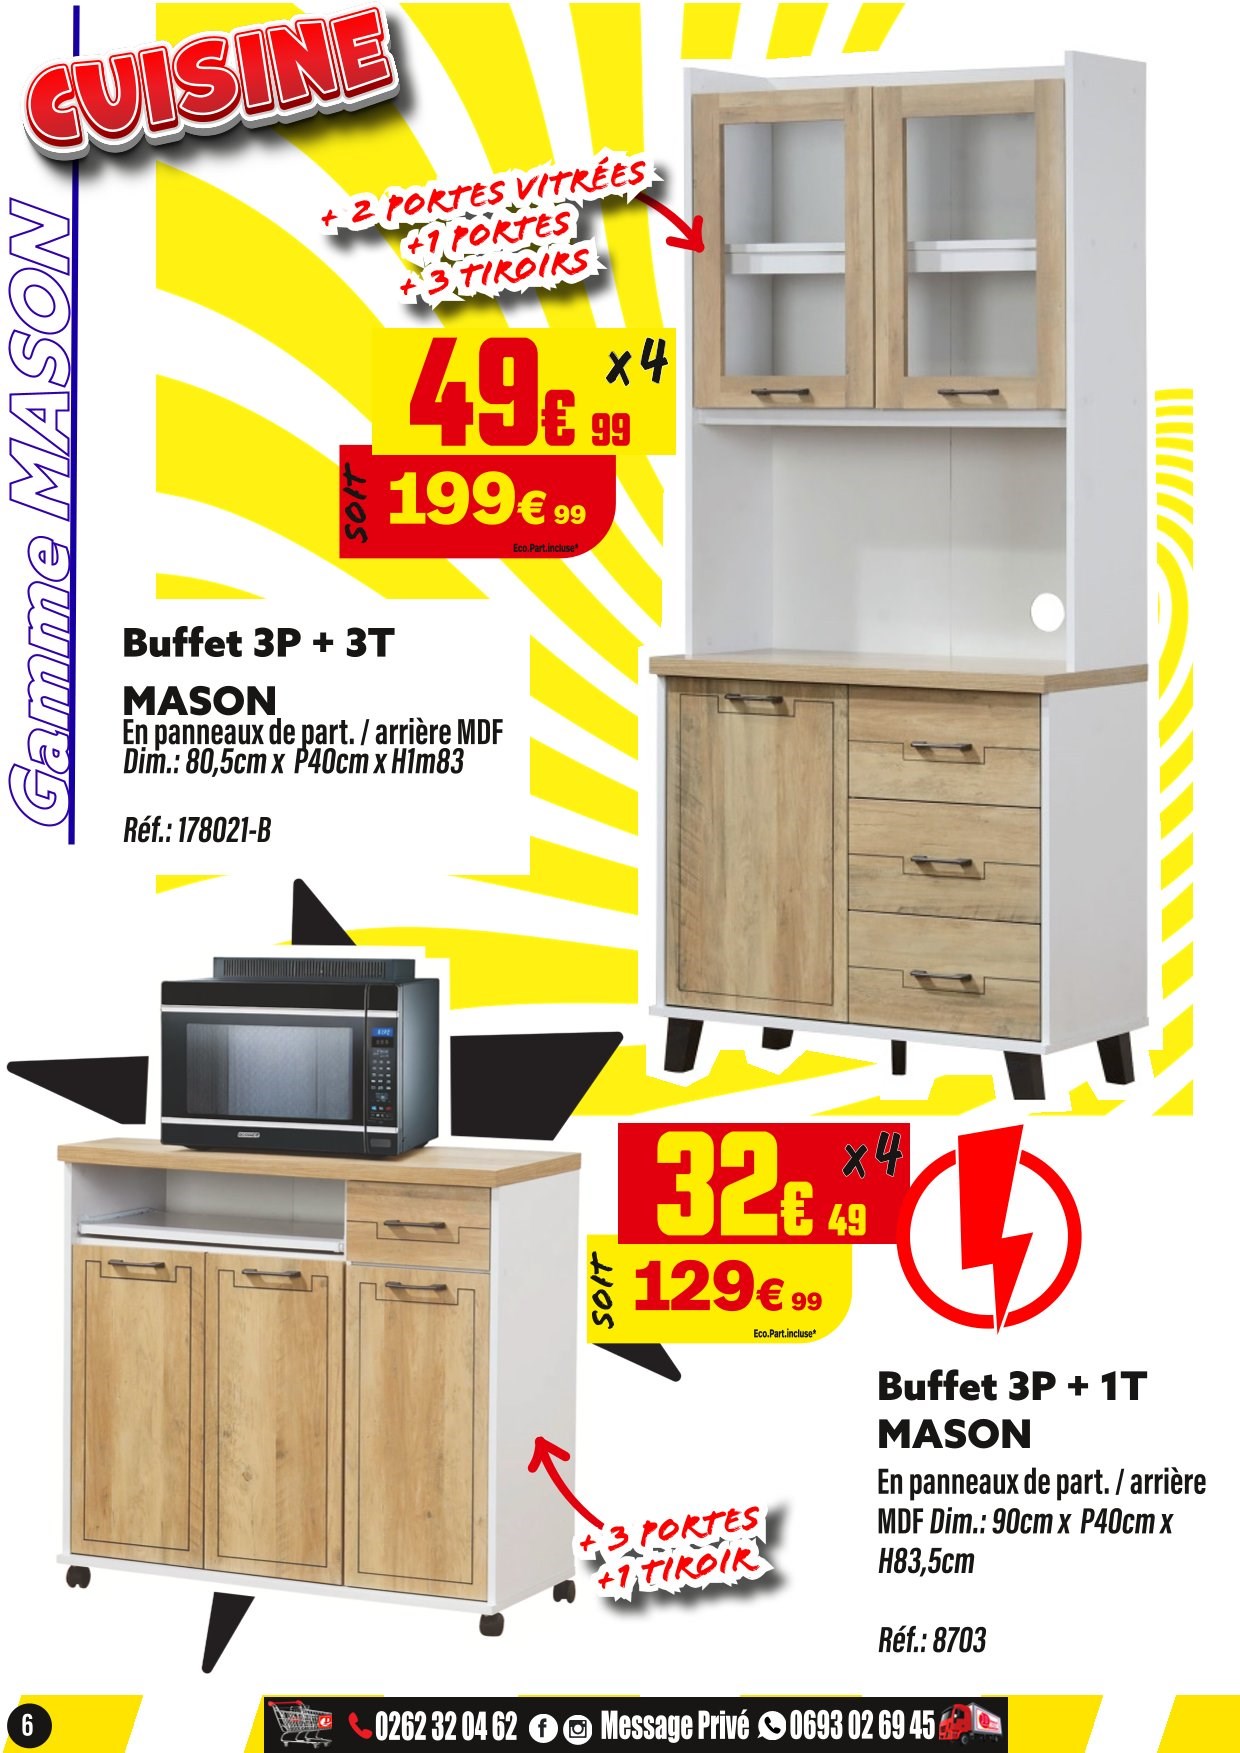 CUISINE
Gamme MASON
+ 2 PORTES VITRÉES
+1 PORTES
+ 3 TIROIRS
49€ 99 x4
SOIT 199€ 99
Eco.Part.incluse*
Buffet 3P + 3T
MASON
En panneaux de part. / arrière MDF
Dim.: 80,5cm x P40cm x H1m83
Réf.: 178021-B
32€ 49 x4
SOIT 129€ 99
Eco.Part.incluse*
Buffet 3P + 1T
MASON
En panneaux de part. / arrière
MDF Dim.: 90cm x P40cm x
H83,5cm
Réf.: 8703
+ 3 PORTES
+1 TIROIR
6
0262 32 04 62 Message Privé 0693 02 69 45